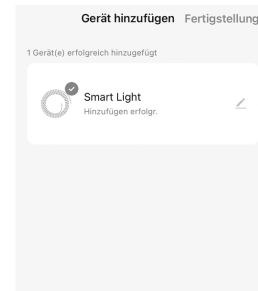 Gerät hinzufügen Fertigstellung
1 Gerät(e) erfolgreich hinzugefügt
Smart Light
Hinzufügen erfolgr.